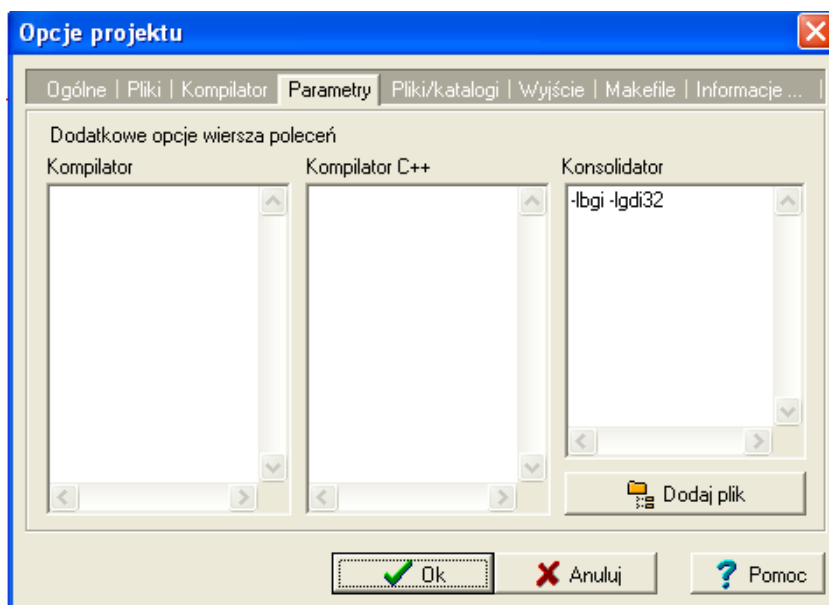 Opcje projektu
Ogólne | Pliki | Kompilator Parametry Pliki/katalogi | Wyjście | Makefile | Informacje ... |
Dodatkowe opcje wiersza poleceń
Kompilator Kompilator C++ Konsolidator
-lbgi -lgdi32
Dodaj plik
Ok Anuluj Pomoc